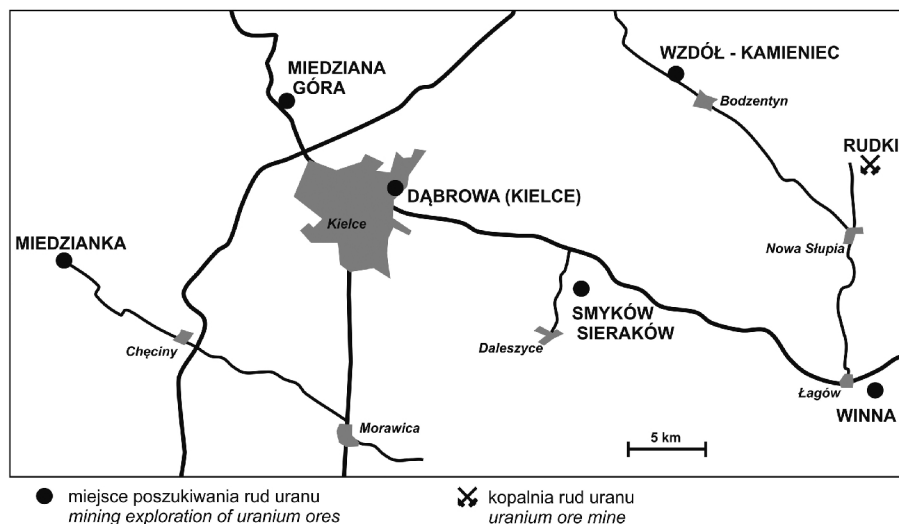 MIEDZIANA
GÓRA
WZDÓŁ - KAMIENIEC
Bodzentyn
RUDKI
DĄBROWA (KIELCE)
Kielce
MIEDZIANKA
Nowa Słupia
SMYKÓW
SIERAKÓW
Chęciny
Daleszyce
Łagów
WINNA
Morawica
5 km
miejsce poszukiwania rud uranu
mining exploration of uranium ores
kopalnia rud uranu
uranium ore mine